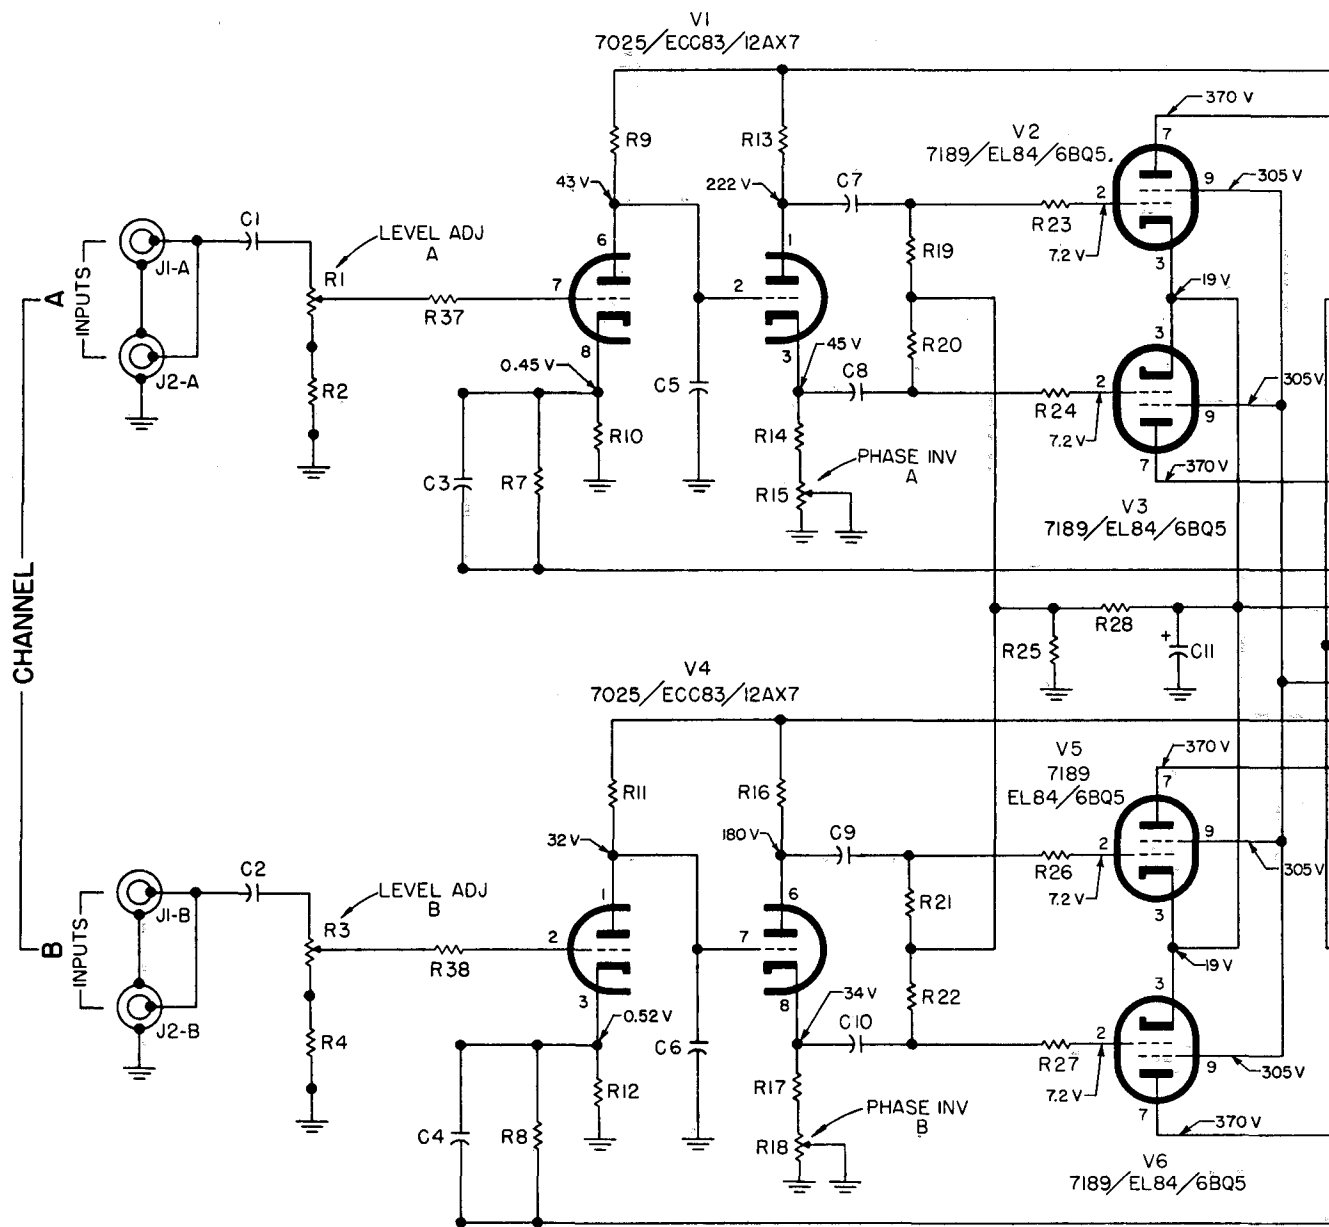 V1
7025/ECC83/12AX7
R9
R13
370 V
7
V2
7189/EL84/6BQ5.
43 V
222 V
C7
2
9
305 V
R23
7.2 V
C1
LEVEL ADJ
A
6
1
R19
3
J1-A
R1
7
2
19 V
A
INPUTS
R37
8
3
45 V
R20
3
0.45 V
C5
C8
2
305 V
J2-A
R2
R24
9
7.2 V
R10
R14
PHASE INV
A
7
370 V
C3
R7
R15
V3
7189/EL84/6BQ5
CHANNEL
R28
R25
+
C11
V4
7025/ECC83/12AX7
V5
7189
EL84/6BQ5
370 V
7
R11
R16
32 V
180 V
C9
2
9
R26
305 V
7.2 V
C2
LEVEL ADJ
B
1
6
R21
3
J1-B
R3
2
7
B
INPUTS
R38
19 V
3
8
34 V
R22
3
J2-B
0.52 V
C10
2
R4
C6
R27
9
305 V
7.2 V
R12
R17
PHASE INV
B
7
370 V
C4
R8
R18
V6
7189/EL84/6BQ5